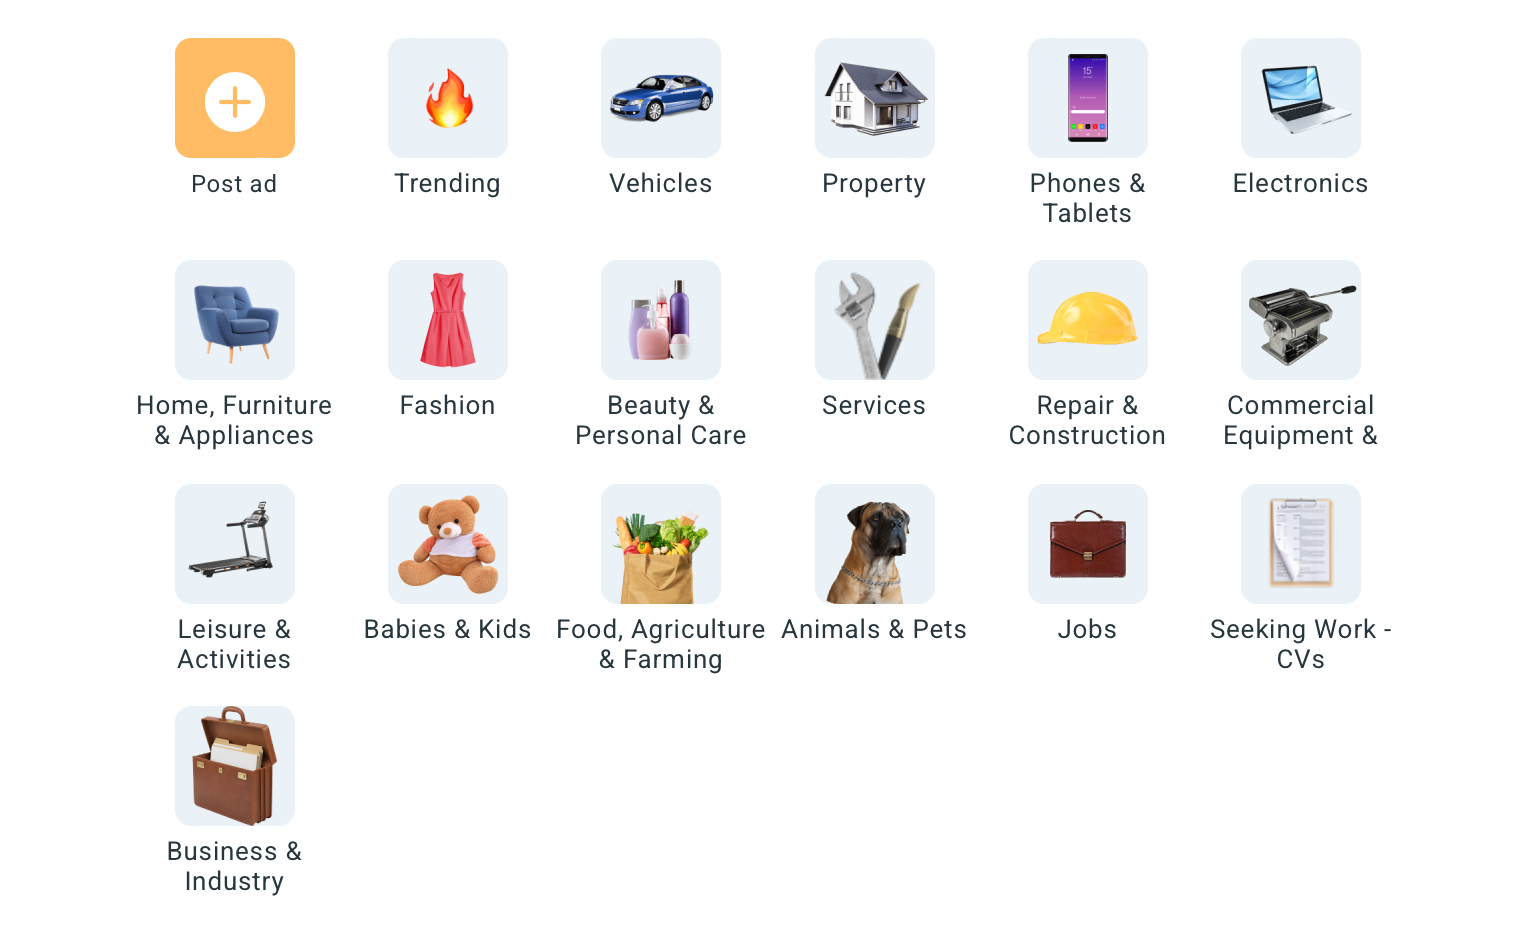 Post ad
Trending
Vehicles
Property
Phones &
Tablets
Electronics
Home, Furniture
& Appliances
Fashion
Beauty &
Personal Care
Services
Repair &
Construction
Commercial
Equipment &
Leisure &
Activities
Babies & Kids
Food, Agriculture
& Farming
Animals & Pets
Jobs
Seeking Work -
CVs
Business &
Industry